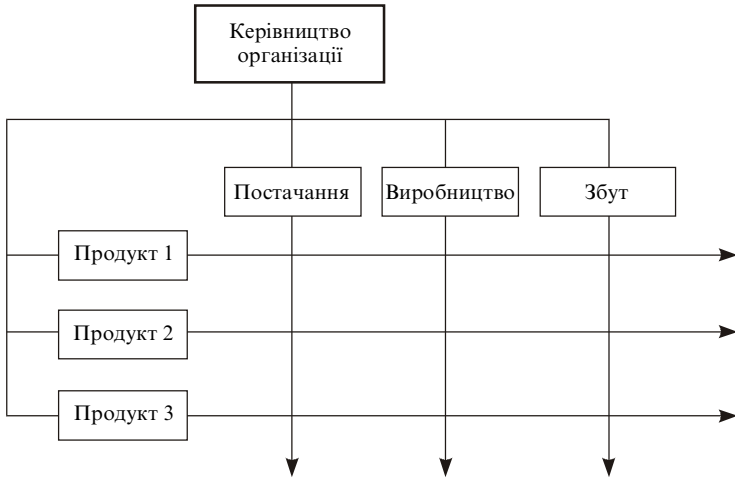 Керівництво
організації
Постачання
Виробництво
Збут
Продукт 1
Продукт 2
Продукт 3